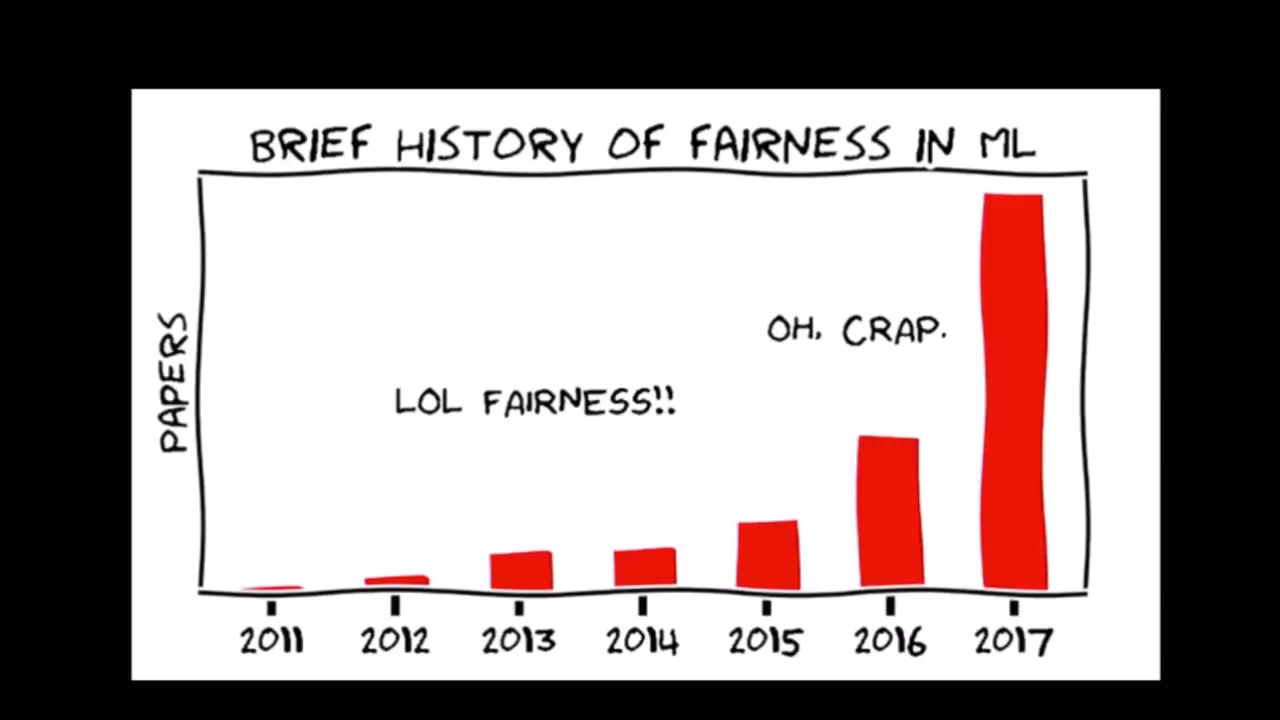 BRIEF HISTORY OF FAIRNESS IN ML
PAPERS
OH, CRAP.
LOL FAIRNESS!!
2011 2012 2013 2014 2015 2016 2017